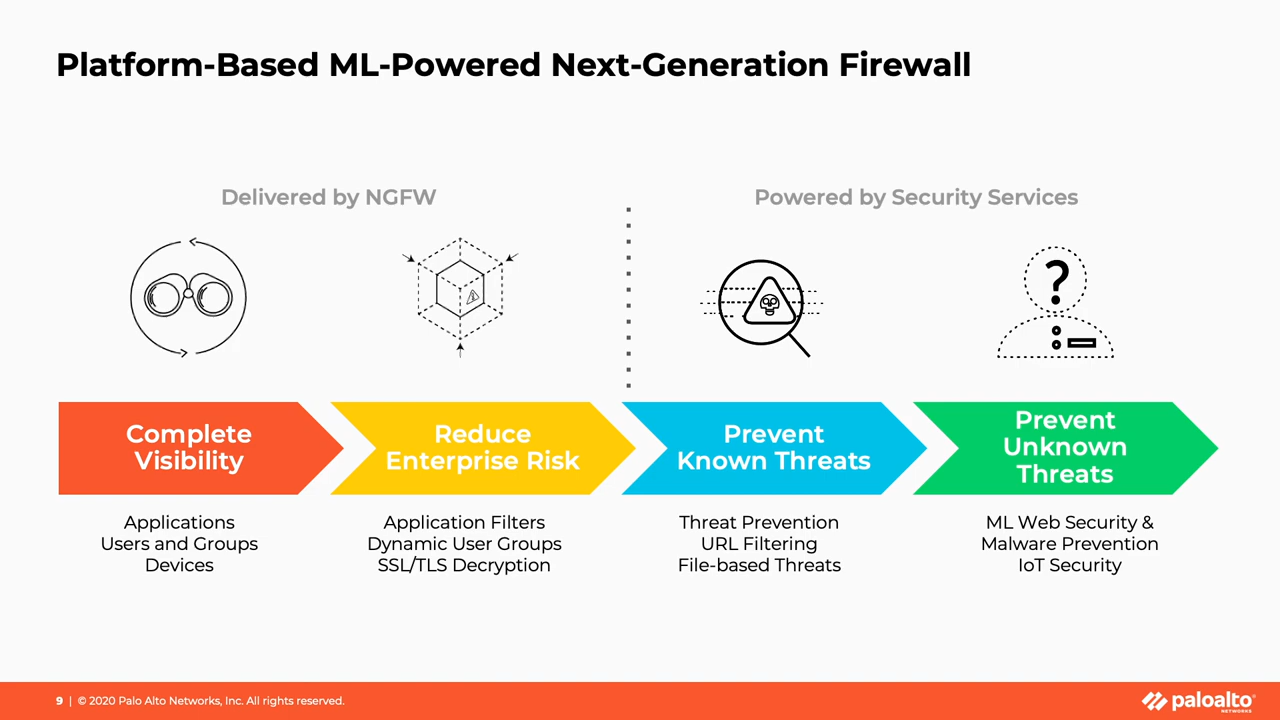 Platform-Based ML-Powered Next-Generation Firewall
Delivered by NGFW
Powered by Security Services
?
Complete
Visibility
Applications
Users and Groups
Devices
Reduce
Enterprise Risk
Application Filters
Dynamic User Groups
SSL/TLS Decryption
Prevent
Known Threats
Threat Prevention
URL Filtering
File-based Threats
Prevent
Unknown
Threats
ML Web Security &
Malware Prevention
IoT Security
9 | © 2020 Palo Alto Networks, Inc. All rights reserved.
paloalto®
NETWORKS